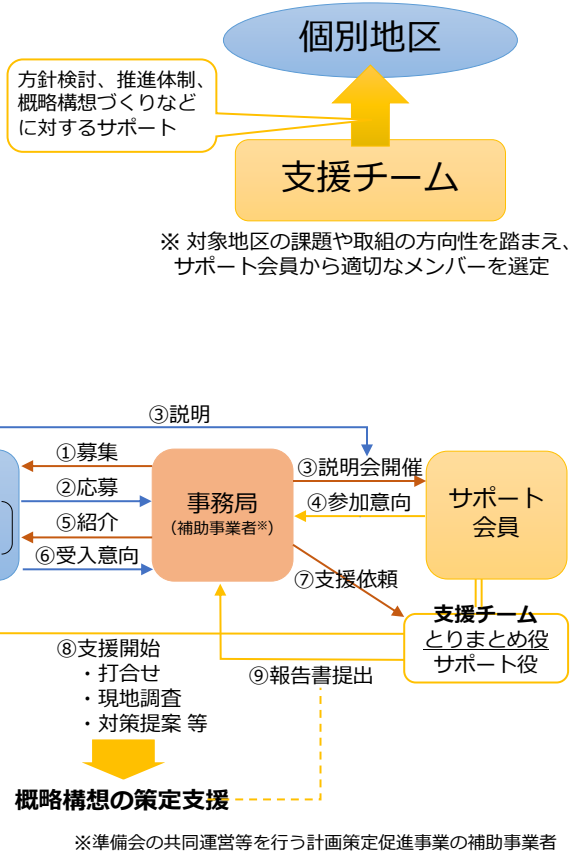 個別地区
方針検討、推進体制、
概略構想づくりなど
に対するサポート
支援チーム
※ 対象地区の課題や取組の方向性を踏まえ、
サポート会員から適切なメンバーを選定
③説明
①募集
②応募
⑤紹介
⑥受入意向
事務局
(補助事業者※)
③説明会開催
④参加意向
サポート
会員
⑦支援依頼
支援チーム
とりまとめ役
サポート役
⑧支援開始
・打合せ
・現地調査
・対策提案 等
⑨報告書提出
概略構想の策定支援
※準備会の共同運営等を行う計画策定促進事業の補助事業者